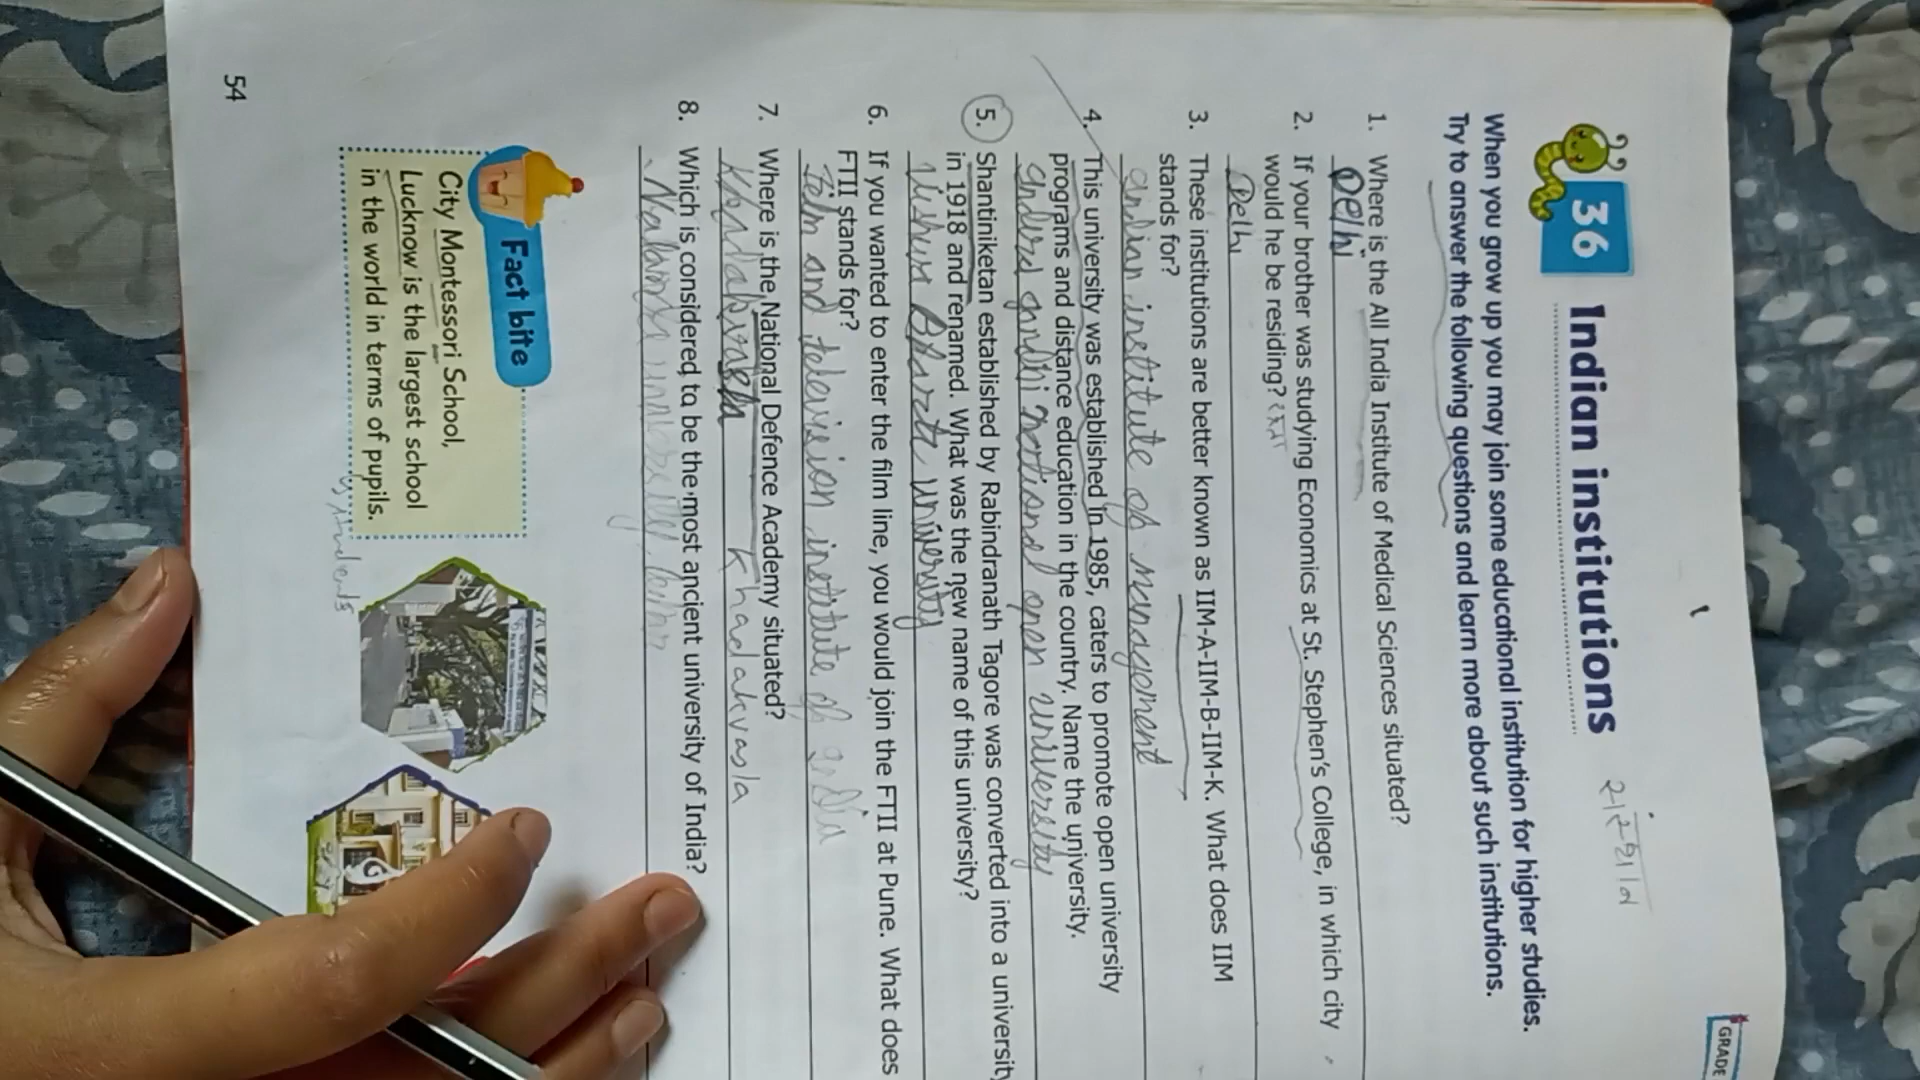 GRADE
36 Indian institutions
When you grow up you may join some educational institution for higher studies.
Try to answer the following questions and learn more about such institutions.
1. Where is the All India Institute of Medical Sciences situated?
Delhi
2. If your brother was studying Economics at St. Stephen's College, in which city
would he be residing?
Delhi
3. These institutions are better known as IIM-A-IIM-B-IIM-K. What does IIM
stands for?
indian institute of management
4. This university was established in 1985, caters to promote open university
programs and distance education in the country. Name the university.
open university
5. Shantiniketan established by Rabindranath Tagore was converted into a university
in 1918 and renamed. What was the new name of this university?
university
6. If you wanted to enter the film line, you would join the FTII at Pune. What does
FTII stands for?
and television institute of india
7. Where is the National Defence Academy situated?
Khadakvasla
8. Which is considered to be the most ancient university of India?
Fact bite
City Montessori School,
Lucknow is the largest school
in the world in terms of pupils.
students
54